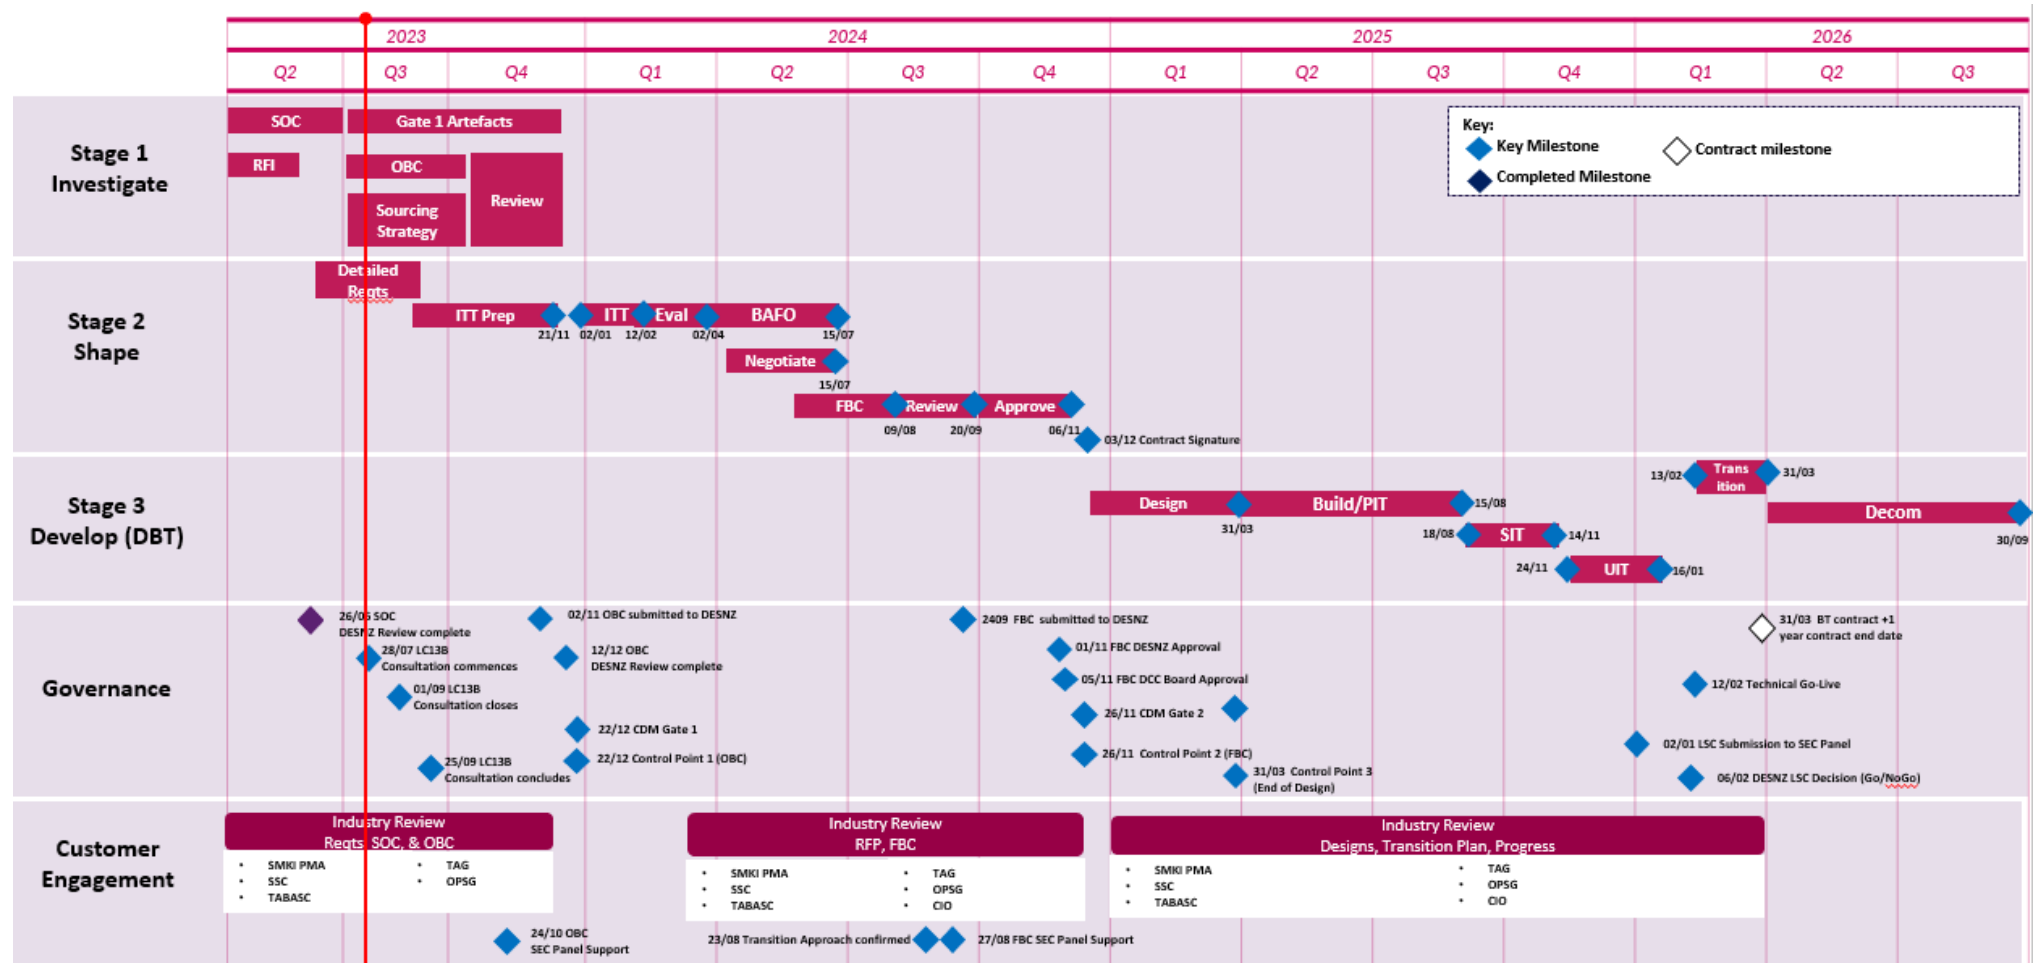 2023
2024
2025
2026
Q2
Q3
Q4
Q1
Q2
Q3
Q4
Q1
Q2
Q3
Q4
Q1
Q2
Q3
Key:
Key Milestone
Contract milestone
Completed Milestone
Stage 1
Investigate
SOC
Gate 1 Artefacts
RFI
OBC
Sourcing
Strategy
Review
Stage 2
Shape
Detailed
Reqts
ITT Prep
ITT
Eval
BAFO
21/11
02/01
12/02
02/04
15/07
Negotiate
15/07
FBC
Review
Approve
09/08
20/09
06/11
03/12 Contract Signature
Stage 3
Develop (DBT)
13/02
Trans
ition
31/03
Design
Build/PIT
15/08
Decom
31/03
30/09
18/08
SIT
14/11
24/11
UIT
16/01
Governance
26/06 SOC
DESNZ Review complete
28/07 LC13B
Consultation commences
01/09 LC13B
Consultation closes
25/09 LC13B
Consultation concludes
02/11 OBC submitted to DESNZ
12/12 OBC
DESNZ Review complete
22/12 CDM Gate 1
22/12 Control Point 1 (OBC)
2409 FBC submitted to DESNZ
01/11 FBC DESNZ Approval
05/11 FBC DCC Board Approval
26/11 CDM Gate 2
26/11 Control Point 2 (FBC)
31/03 Control Point 3
(End of Design)
31/03 BT contract +1
year contract end date
12/02 Technical Go-Live
02/01 LSC Submission to SEC Panel
06/02 DESNZ LSC Decision (Go/NoGo)
Customer
Engagement
Industry Review
Reqts, SOC, & OBC
• SMKI PMA
• SSC
• TABASC
• TAG
• OPSG
24/10 OBC
SEC Panel Support
Industry Review
RFP, FBC
• SMKI PMA
• SSC
• TABASC
• TAG
• OPSG
• CIO
23/08 Transition Approach confirmed
27/08 FBC SEC Panel Support
Industry Review
Designs, Transition Plan, Progress
• SMKI PMA
• SSC
• TABASC
• TAG
• OPSG
• CIO